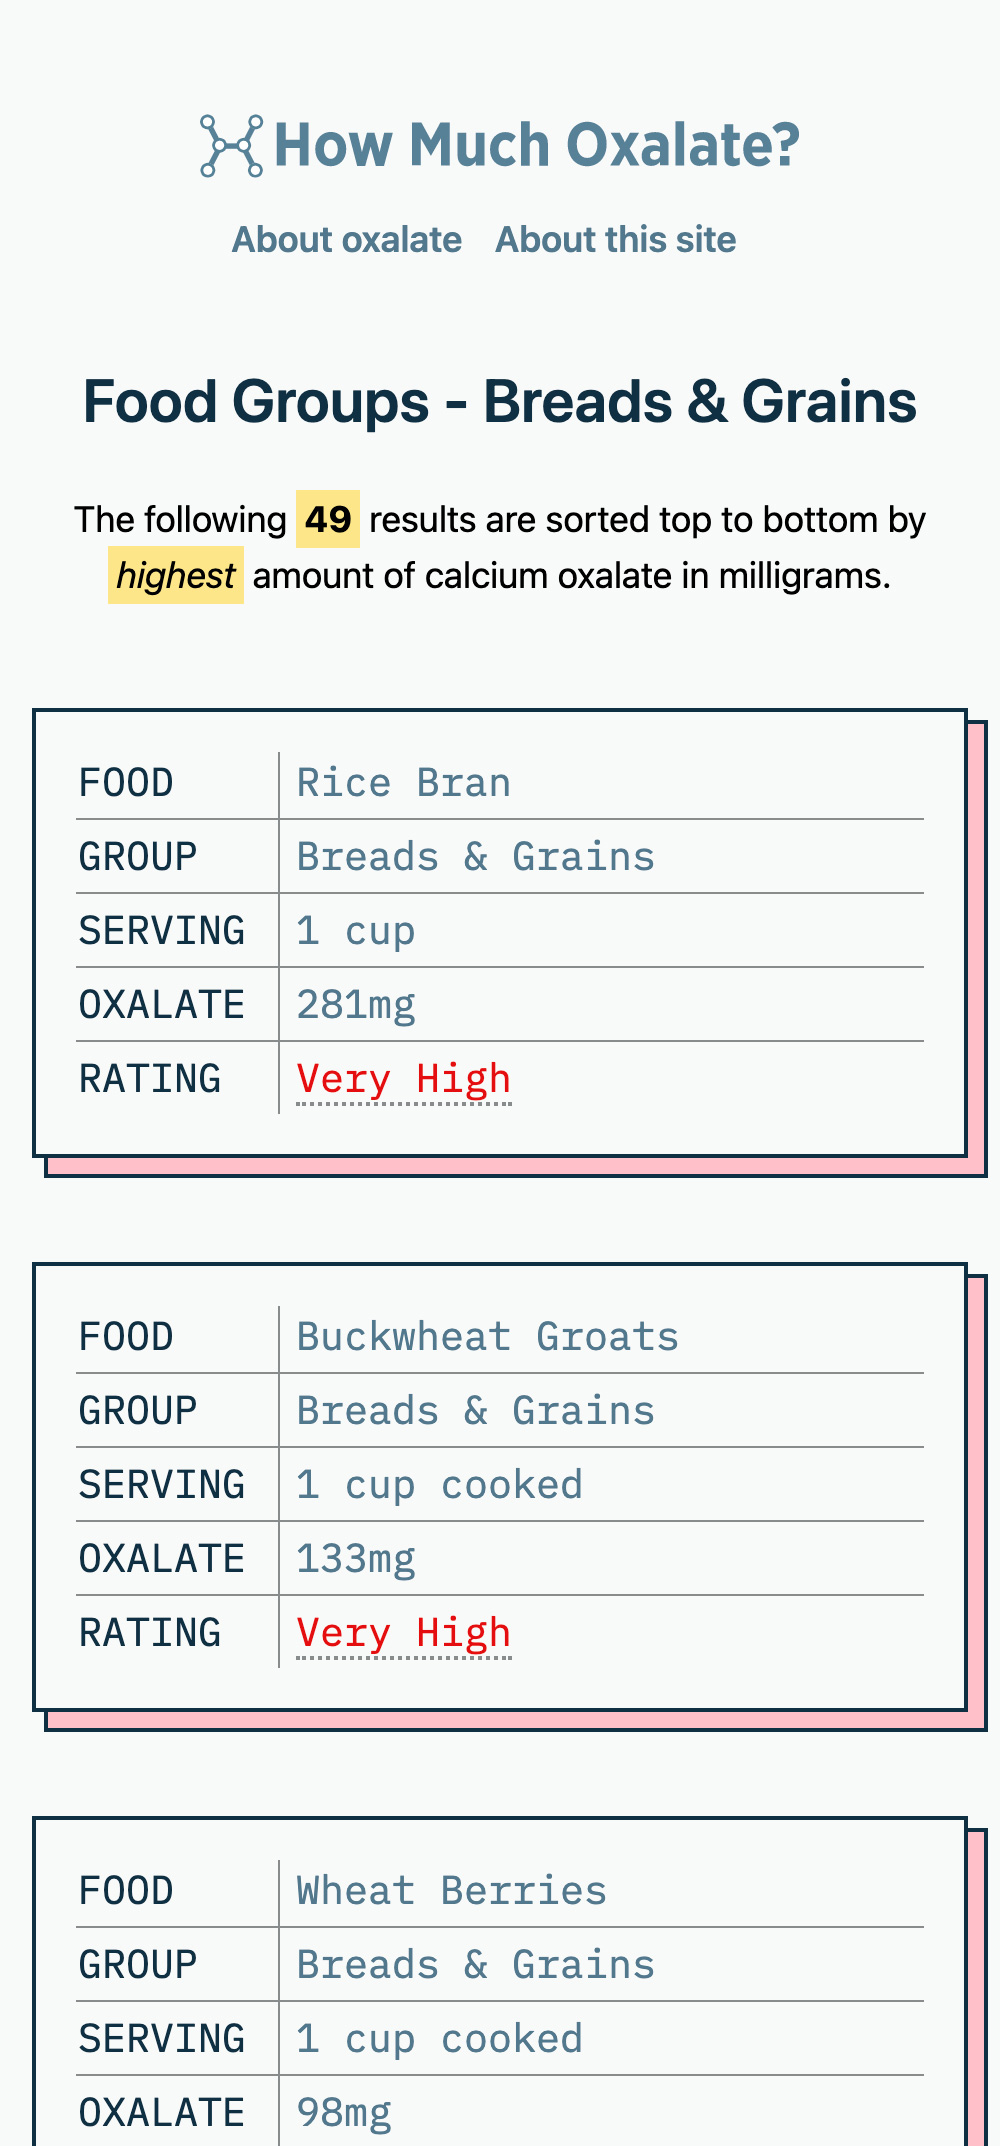 How Much Oxalate?
About oxalate About this site
Food Groups - Breads & Grains
The following 49 results are sorted top to bottom by
highest amount of calcium oxalate in milligrams.
FOOD Rice Bran
GROUP Breads & Grains
SERVING 1 cup
OXALATE 281mg
RATING Very High
FOOD Buckwheat Groats
GROUP Breads & Grains
SERVING 1 cup cooked
OXALATE 133mg
RATING Very High
FOOD Wheat Berries
GROUP Breads & Grains
SERVING 1 cup cooked
OXALATE 98mg